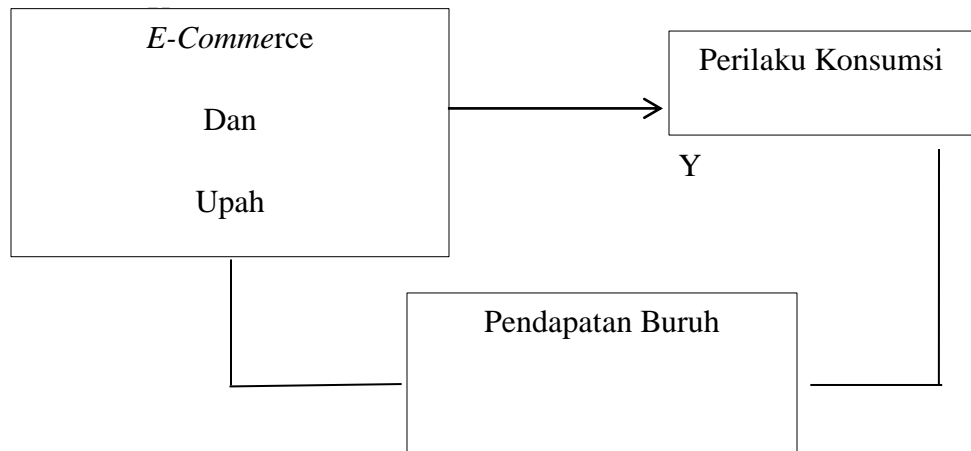 E-Commerce
Dan
Upah
Perilaku Konsumsi
Y
Pendapatan Buruh